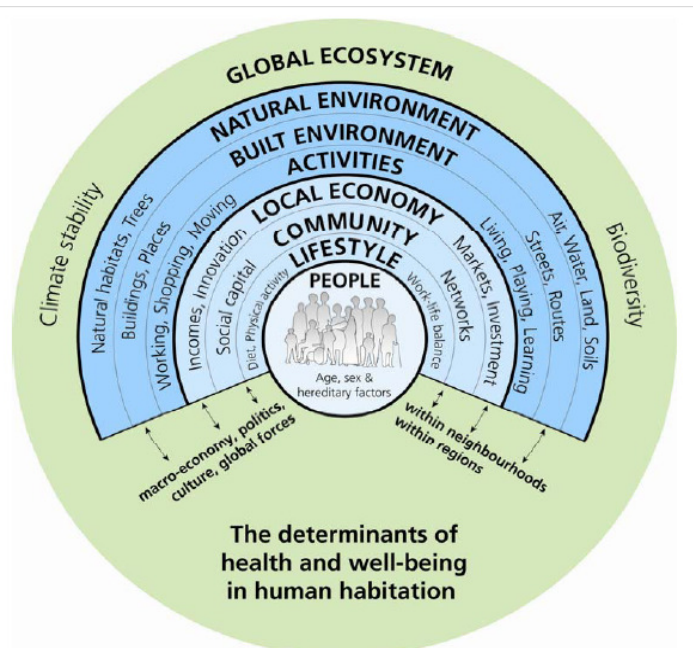 GLOBAL ECOSYSTEM
NATURAL ENVIRONMENT
BUILT ENVIRONMENT
ACTIVITIES
LOCAL ECONOMY
COMMUNITY
LIFESTYLE
PEOPLE
Age, sex &
hereditary factors
Climate stability
Natural habitats, Trees
Buildings, Places
Working, Shopping, Moving
Incomes, Innovation
Social capital
Diet, Physical activity
Work-life balance
Networks
Markets, Investment
Living, Playing, Learning
Streets, Routes
Air, Water, Land, Soils
Biodiversity
macro-economy, politics,
culture, global forces
within neighbourhoods
within regions
The determinants of
health and well-being
in human habitation